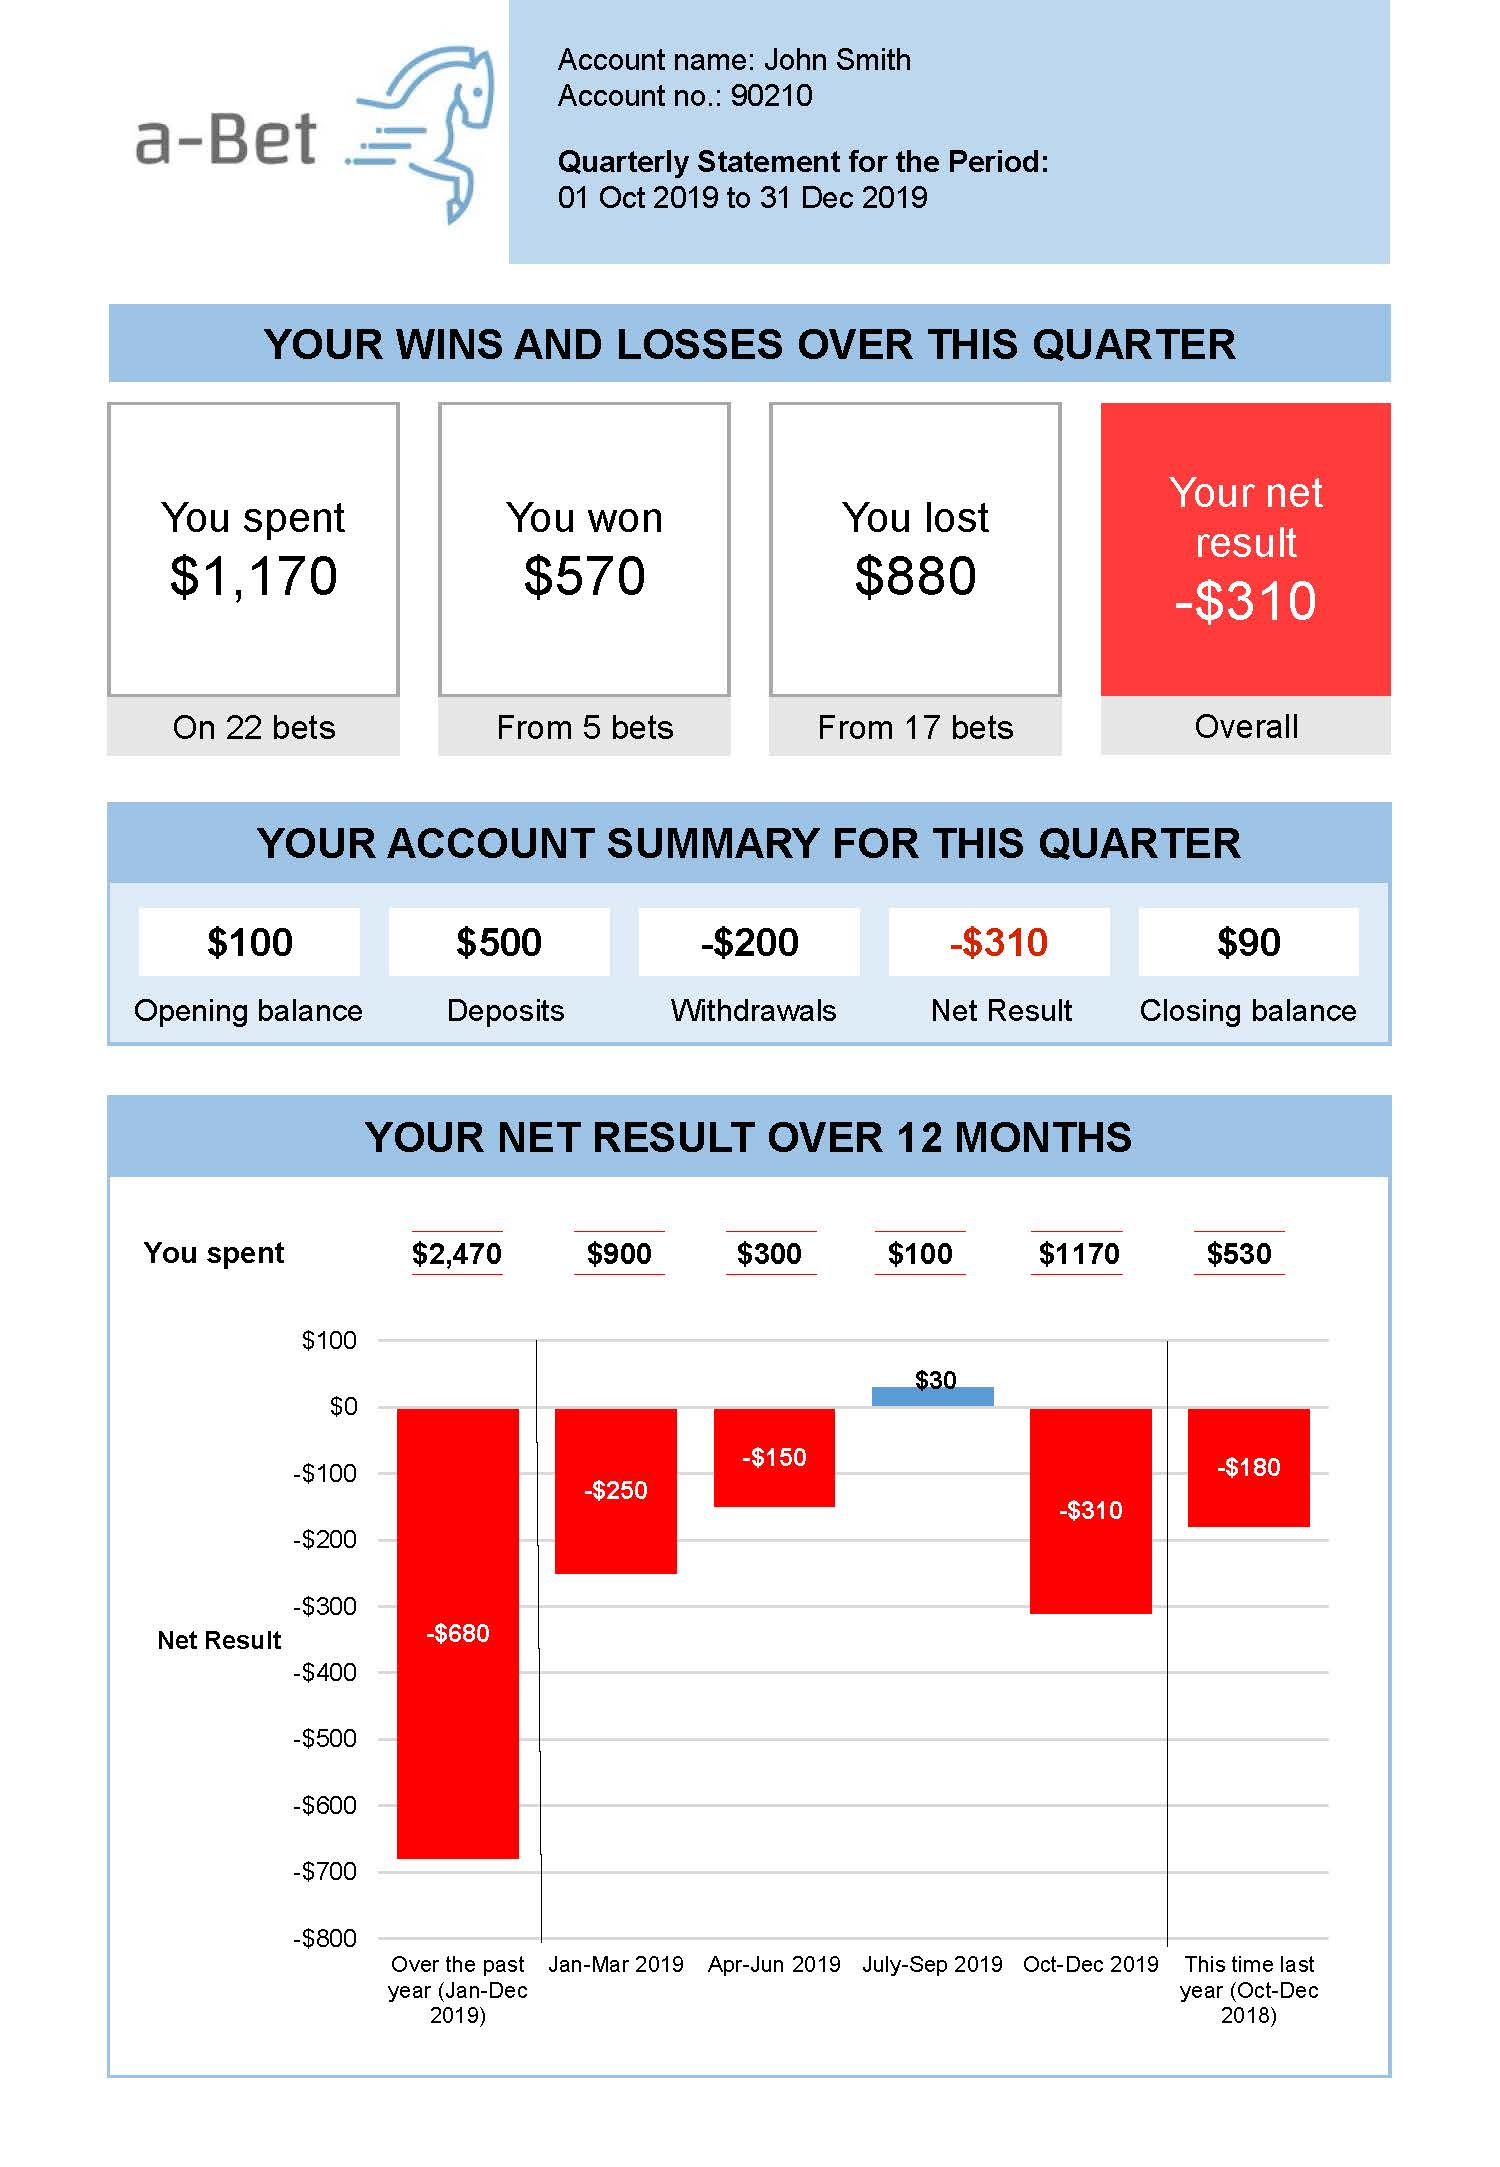 a-Bet
Account name: John Smith
Account no.: 90210
Quarterly Statement for the Period:
01 Oct 2019 to 31 Dec 2019
YOUR WINS AND LOSSES OVER THIS QUARTER
You spent
$1,170
On 22 bets
You won
$570
From 5 bets
You lost
$880
From 17 bets
Your net
result
-$310
Overall
YOUR ACCOUNT SUMMARY FOR THIS QUARTER
$100
Opening balance
$500
Deposits
-$200
Withdrawals
-$310
Net Result
$90
Closing balance
YOUR NET RESULT OVER 12 MONTHS
You spent
$2,470
$900
$300
$100
$1170
$530
Net Result
$100
$0
-$100
-$200
-$300
-$400
-$500
-$600
-$700
-$800
-$680
-$250
-$150
$30
-$310
-$180
Over the past
year (Jan-Dec
2019)
Jan-Mar 2019
Apr-Jun 2019
July-Sep 2019
Oct-Dec 2019
This time last
year (Oct-Dec
2018)